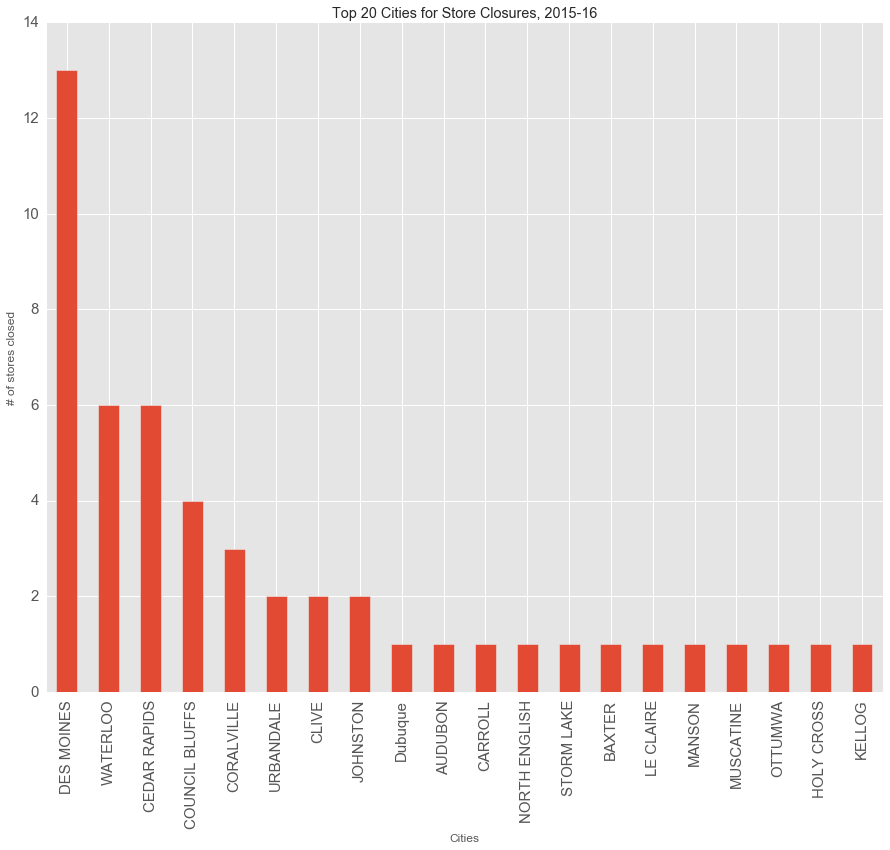 Top 20 Cities for Store Closures, 2015-16
14
12
10
8
6
4
2
0
# of stores closed
DES MOINES
WATERLOO
CEDAR RAPIDS
COUNCIL BLUFFS
CORALVILLE
URBANDALE
CLIVE
JOHNSTON
Dubuque
AUDUBON
CARROLL
NORTH ENGLISH
STORM LAKE
BAXTER
LE CLAIRE
MANSON
MUSCATINE
OTTUMWA
HOLY CROSS
KELLOG
Cities